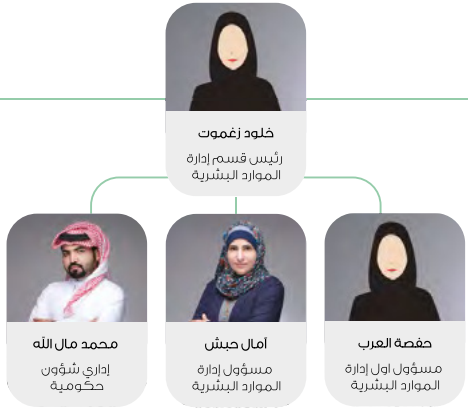 خلود زغموت
رئيس قسم إدارة
الموارد البشرية
حفصة العرب
مسؤول اول إدارة
الموارد البشرية
آمال حبش
مسؤول إدارة
الموارد البشرية
محمد مال الله
إداري شؤون
حكومية